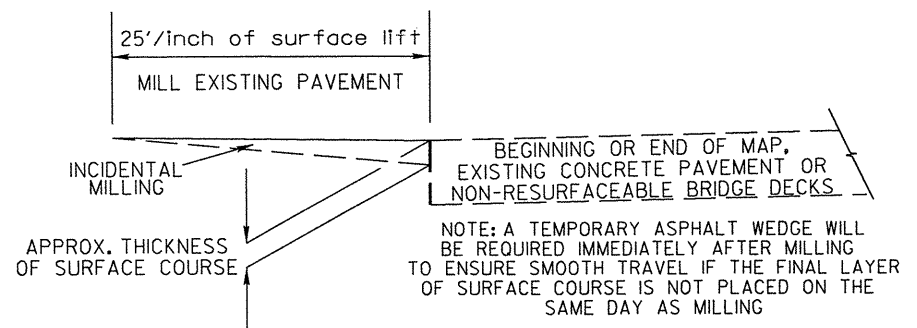 25'/inch of surface lift
MILL EXISTING PAVEMENT
INCIDENTAL
MILLING
APPROX. THICKNESS
OF SURFACE COURSE
BEGINNING OR END OF MAP,
EXISTING CONCRETE PAVEMENT OR
NON-RESURFACEABLE BRIDGE DECKS
NOTE: A TEMPORARY ASPHALT WEDGE WILL
BE REQUIRED IMMEDIATELY AFTER MILLING
TO ENSURE SMOOTH TRAVEL IF THE FINAL LAYER
OF SURFACE COURSE IS NOT PLACED ON THE
SAME DAY AS MILLING